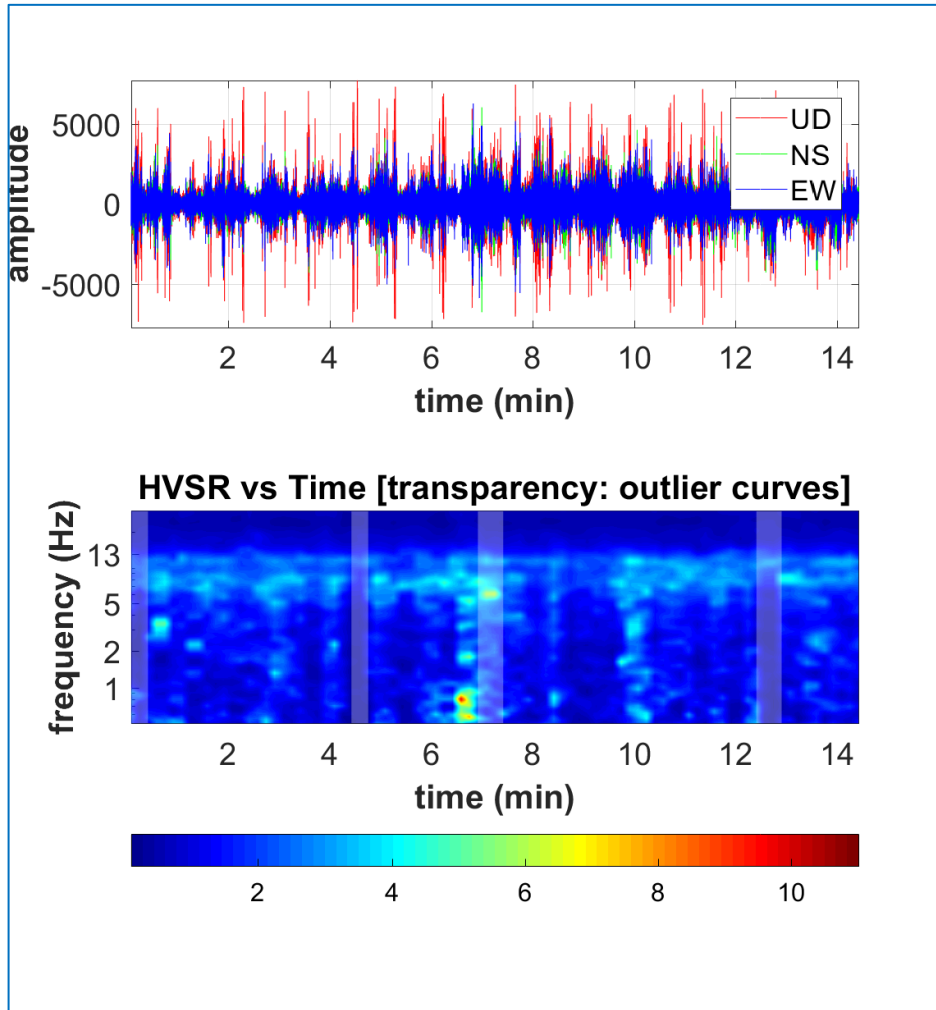 amplitude
5000
0
-5000
UD
NS
EW
2 4 6 8 10 12 14
time (min)
HVSR vs Time [transparency: outlier curves]
frequency (Hz)
13
5
2
1
2 4 6 8 10 12 14
time (min)
2 4 6 8 10